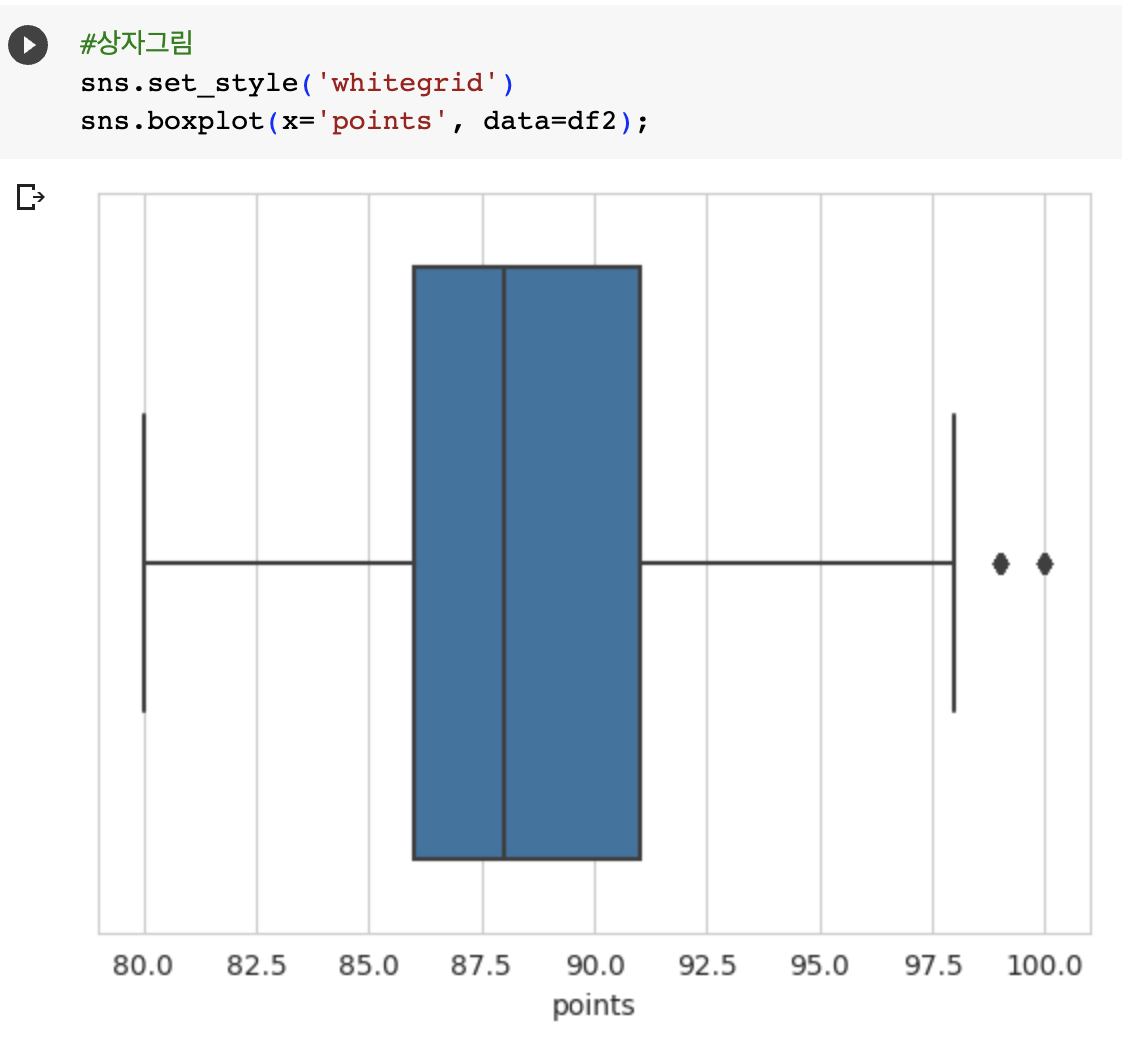 #상자그림
sns.set_style('whitegrid')
sns.boxplot(x='points', data=df2);
80.0 82.5 85.0 87.5 90.0 92.5 95.0 97.5 100.0
points